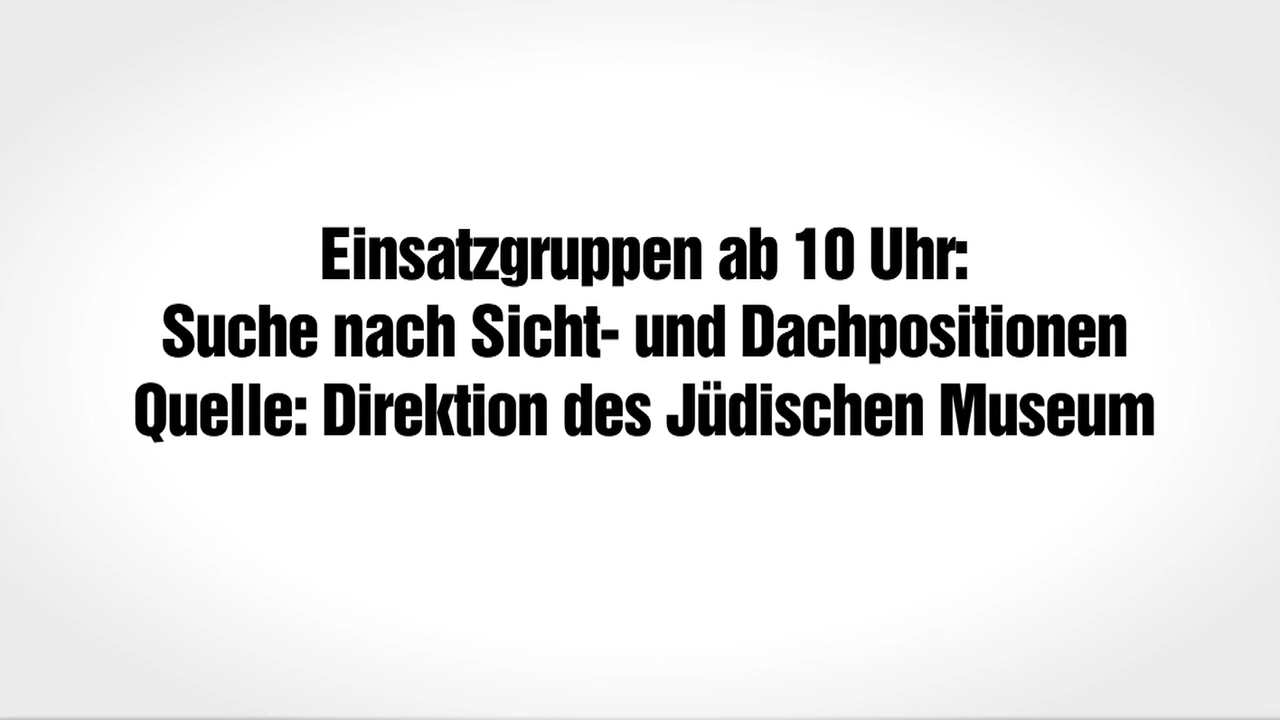 Einsatzgruppen ab 10 Uhr:
Suche nach Sicht- und Dachpositionen
Quelle: Direktion des Jüdischen Museum